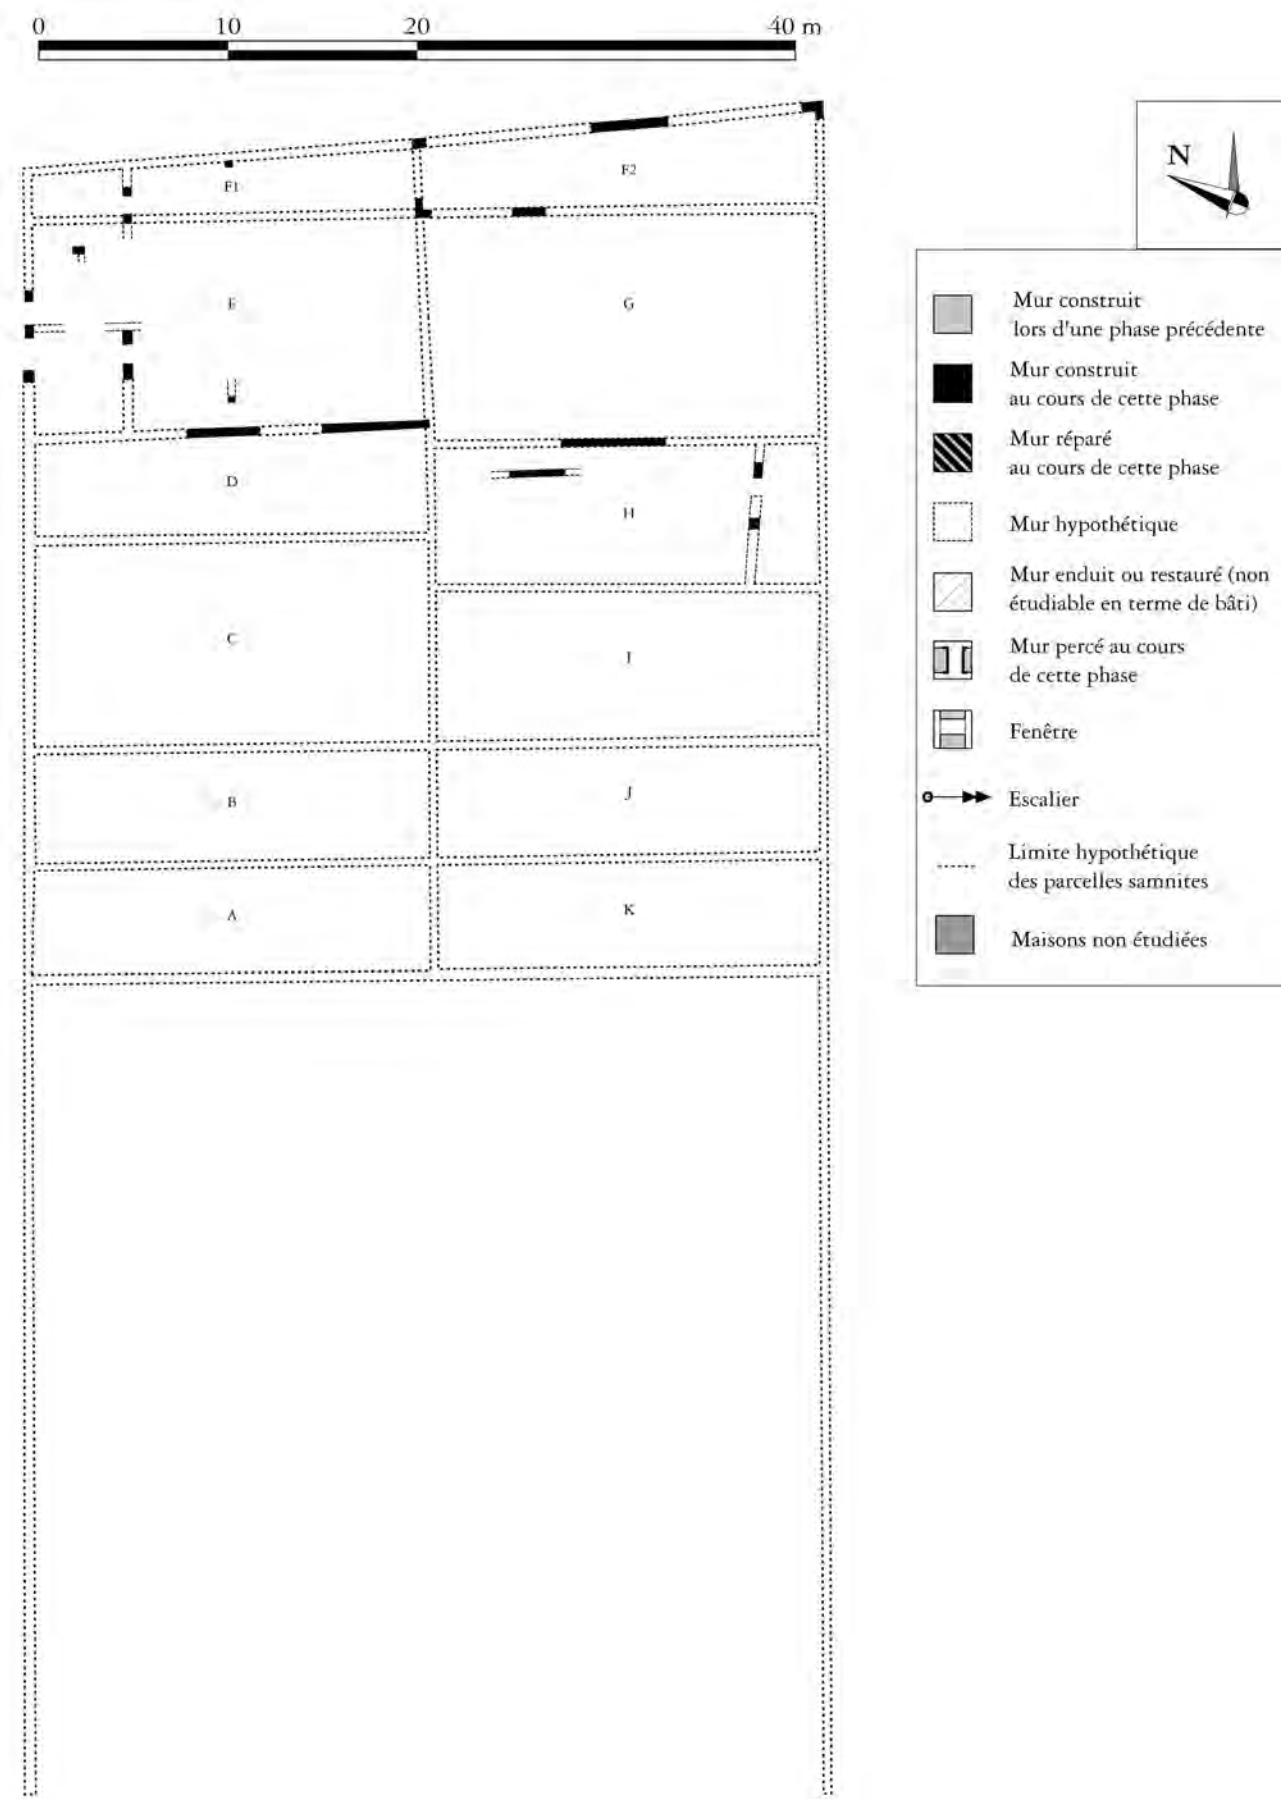 0 10 20 40 m
F1
F2
E
G
D
H
C
I
B
J
A
K
N
Mur construit
lors d'une phase précédente
Mur construit
au cours de cette phase
Mur réparé
au cours de cette phase
Mur hypothétique
Mur enduit ou restauré (non
étudiable en terme de bâti)
Mur percé au cours
de cette phase
Fenêtre
Escalier
Limite hypothétique
des parcelles samnites
Maisons non étudiées